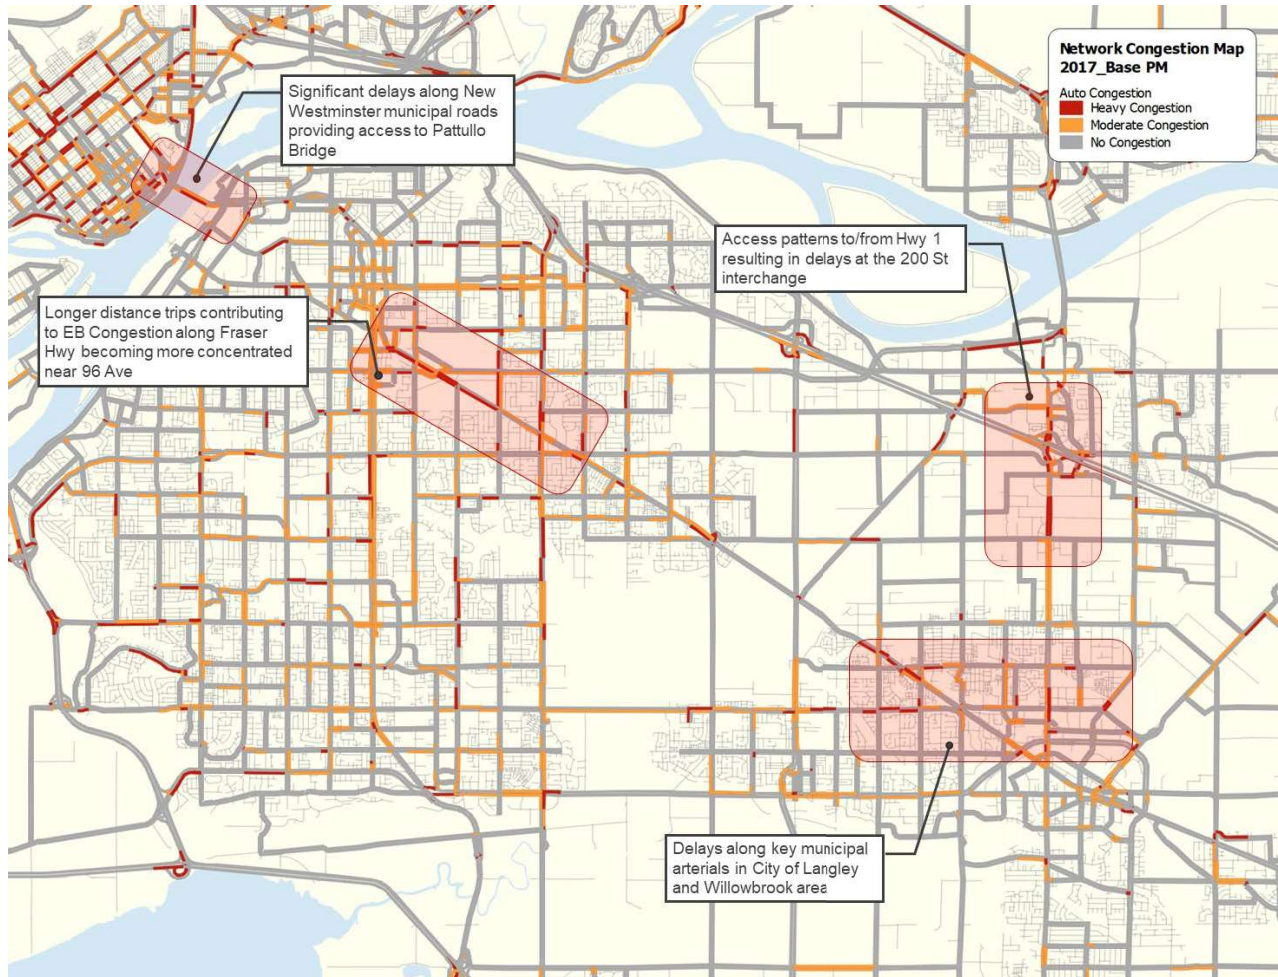 Network Congestion Map
2017_Base PM
Auto Congestion
Heavy Congestion
Moderate Congestion
No Congestion
Significant delays along New
Westminster municipal roads
providing access to Pattullo
Bridge
Access patterns to/from Hwy 1
resulting in delays at the 200 St
interchange
Longer distance trips contributing
to EB Congestion along Fraser
Hwy becoming more concentrated
near 96 Ave
Delays along key municipal
arterials in City of Langley
and Willowbrook area